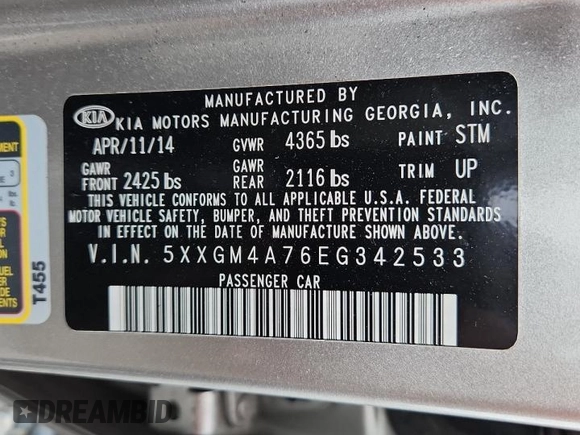 MANUFACTURED BY
KIA KIA MOTORS MANUFACTURING GEORGIA, INC.
APR/11/14 GVWR 4365 lbs PAINT STM
GAWR FRONT 2425 lbs GAWR REAR 2116 lbs TRIM UP
THIS VEHICLE CONFORMS TO ALL APPLICABLE U.S.A. FEDERAL
MOTOR VEHICLE SAFETY, BUMPER, AND THEFT PREVENTION STANDARDS
IN EFFECT ON THE DATE OF MANUFACTURE SHOWN ABOVE.
V.I.N. 5XXGM4A76EG342533
PASSENGER CAR
T455
DREAMBID